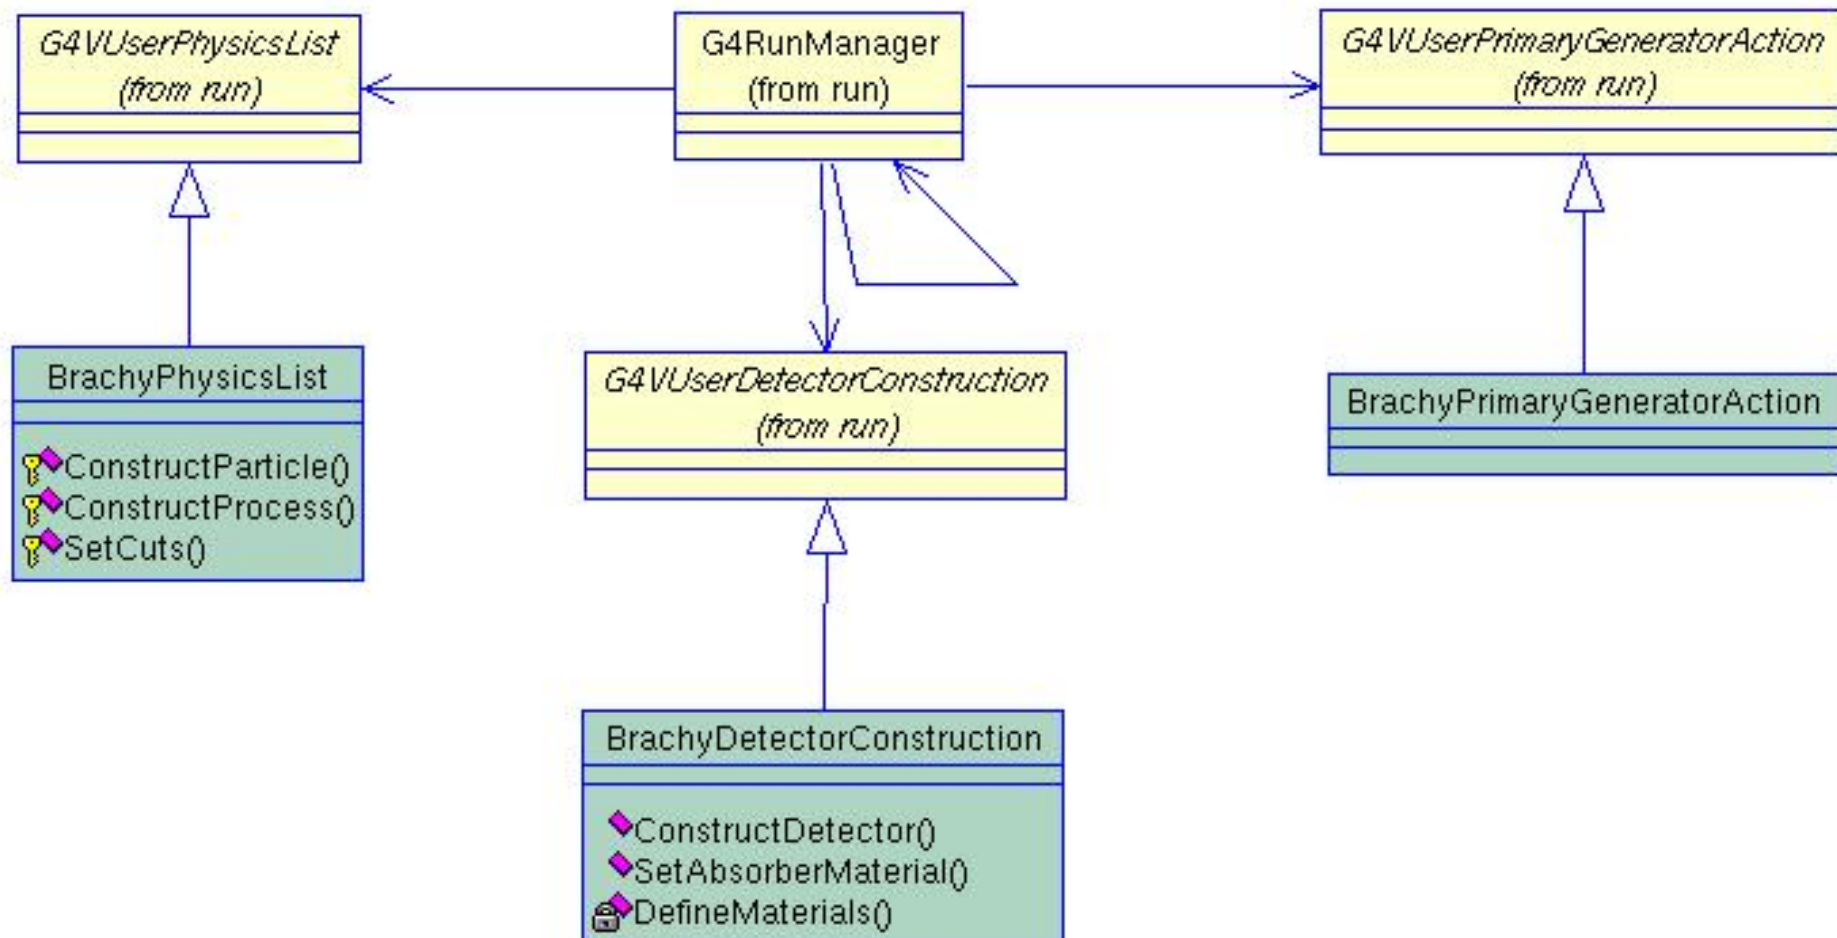 G4VUserPhysicsList
(from run)
G4RunManager
(from run)
G4VUserPrimaryGeneratorAction
(from run)
BrachyPhysicsList
ConstructParticle()
ConstructProcess()
SetCuts()
G4VUserDetectorConstruction
(from run)
BrachyPrimaryGeneratorAction
BrachyDetectorConstruction
ConstructDetector()
SetAbsorberMaterial()
DefineMaterials()